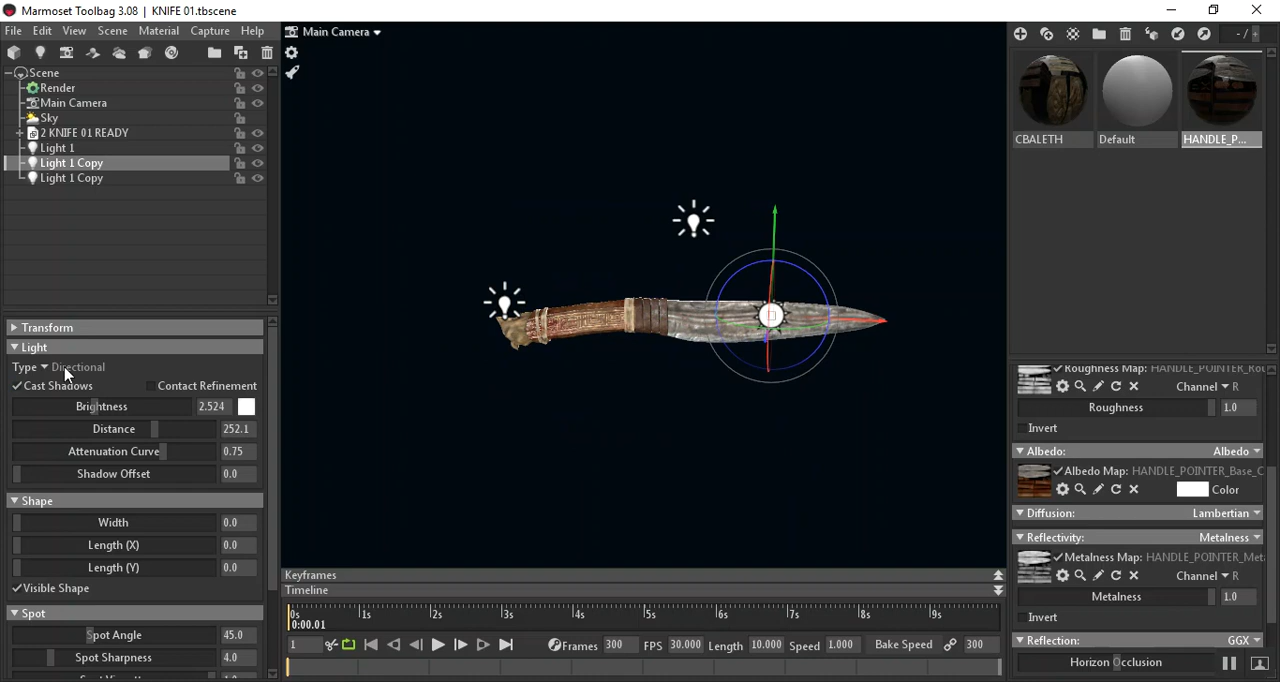 Marmoset Toolbag 3.08 | KNIFE 01.tbscene
File Edit View Scene Material Capture Help
Main Camera
- / +
Scene
Render
Main Camera
Sky
2 KNIFE 01 READY
Light 1
Light 1 Copy
Light 1 Copy
CBALETH Default HANDLE_P...
Transform
Light
Type Directional
Cast Shadows Contact Refinement
Brightness 2.524
Distance 252.1
Attenuation Curve 0.75
Shadow Offset 0.0
Shape
Width 0.0
Length (X) 0.0
Length (Y) 0.0
Visible Shape
Spot
Spot Angle 45.0
Spot Sharpness 4.0
Roughness Map: HANDLE_POINTER_Rou
Channel R
Roughness 1.0
Invert
Albedo: Albedo
Albedo Map: HANDLE_POINTER_Base_C
Color
Diffusion: Lambertian
Reflectivity: Metalness
Metalness Map: HANDLE_POINTER_Meta
Channel R
Metalness 1.0
Invert
Reflection: GGX
Horizon Occlusion
Keyframes
Timeline
0s 1s 2s 3s 4s 5s 6s 7s 8s 9s
0:00.01
1 Frames 300 FPS 30.000 Length 10.000 Speed 1.000 Bake Speed 300